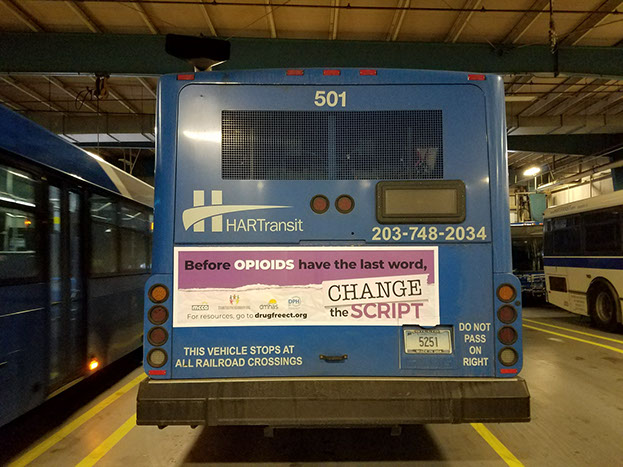 501
HARTransit
203-748-2034
Before OPIOIDS have the last word,
CHANGE
the SCRIPT
DPH
For resources, go to drugfreect.org
5251
THIS VEHICLE STOPS AT
ALL RAILROAD CROSSINGS
DO NOT
PASS
ON
RIGHT